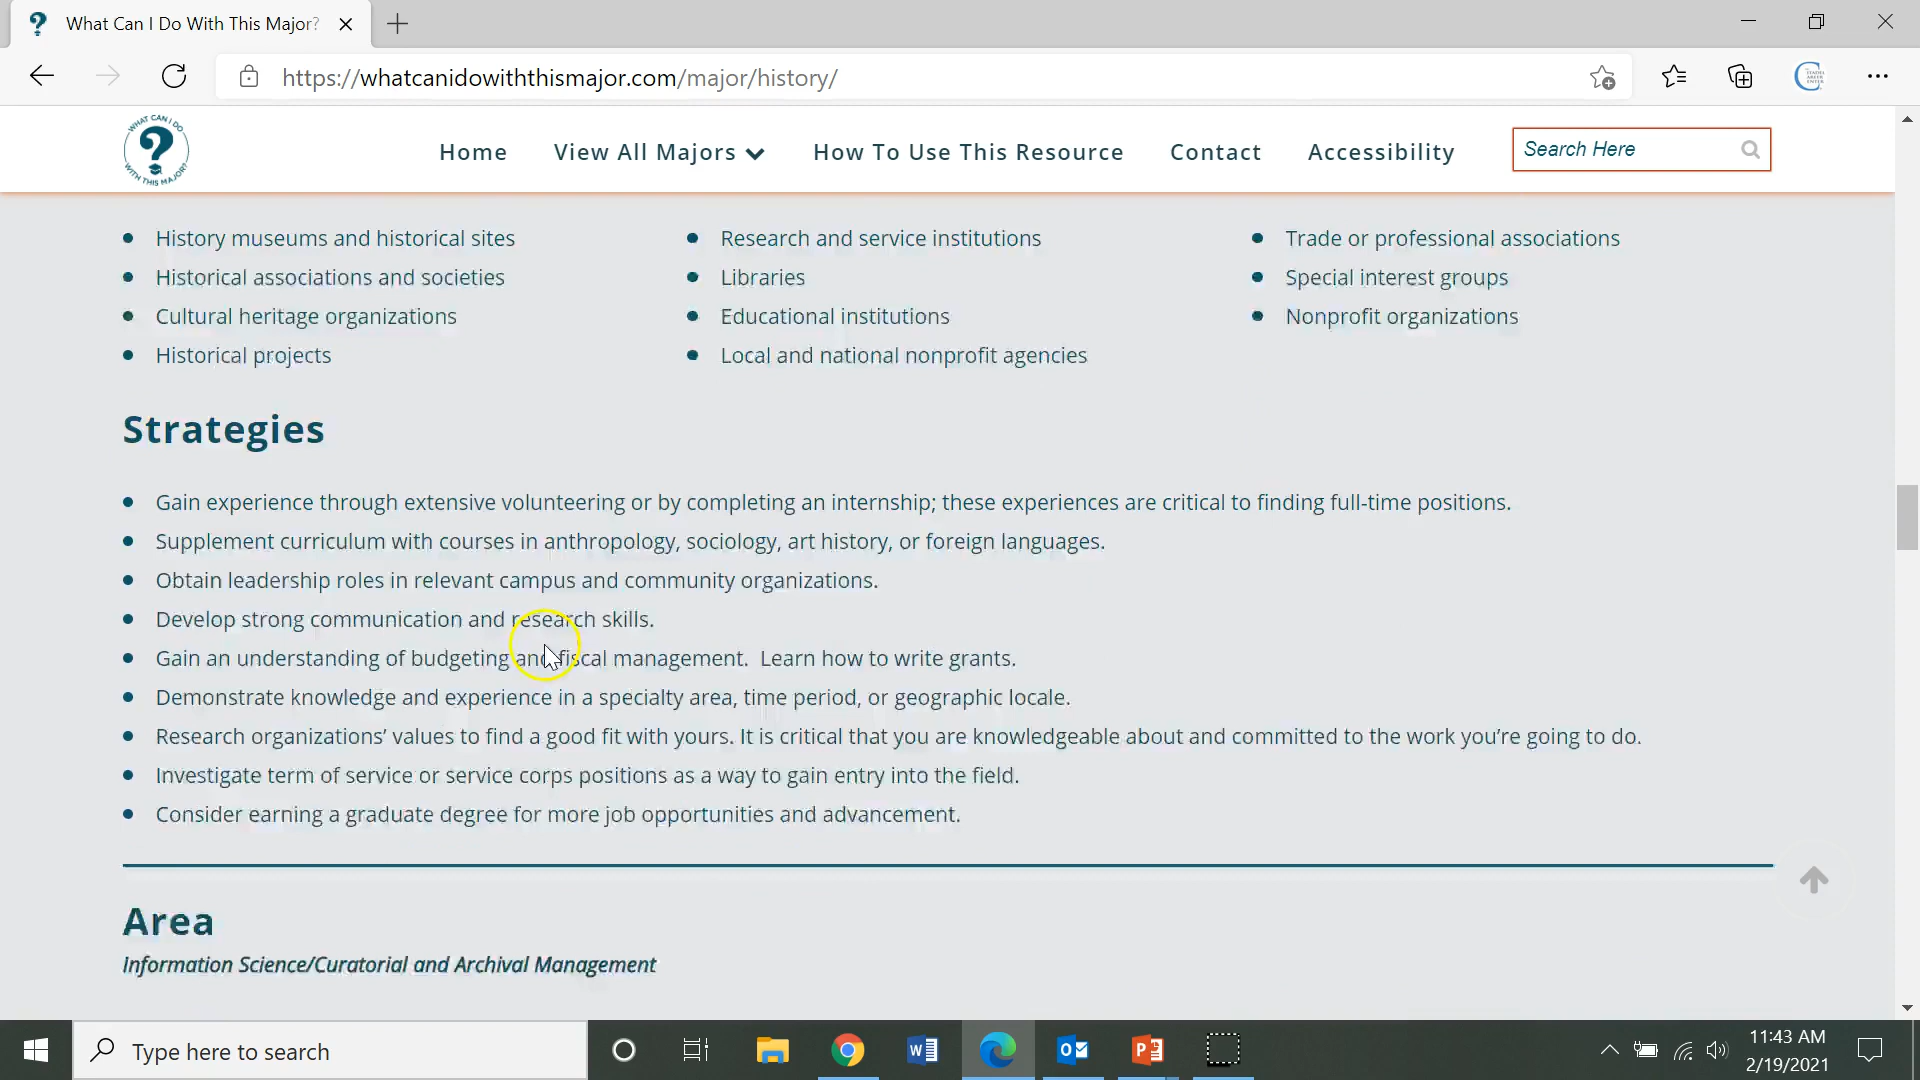 What Can I Do With This Major?
https://whatcanidowiththismajor.com/major/history/
WHAT CAN I DO WITH THIS MAJOR?
Home
View All Majors
How To Use This Resource
Contact
Accessibility
Search Here
History museums and historical sites
Historical associations and societies
Cultural heritage organizations
Historical projects
Research and service institutions
Libraries
Educational institutions
Local and national nonprofit agencies
Trade or professional associations
Special interest groups
Nonprofit organizations
Strategies
Gain experience through extensive volunteering or by completing an internship; these experiences are critical to finding full-time positions.
Supplement curriculum with courses in anthropology, sociology, art history, or foreign languages.
Obtain leadership roles in relevant campus and community organizations.
Develop strong communication and research skills.
Gain an understanding of budgeting and fiscal management.  Learn how to write grants.
Demonstrate knowledge and experience in a specialty area, time period, or geographic locale.
Research organizations’ values to find a good fit with yours. It is critical that you are knowledgeable about and committed to the work you’re going to do.
Investigate term of service or service corps positions as a way to gain entry into the field.
Consider earning a graduate degree for more job opportunities and advancement.
Area
Information Science/Curatorial and Archival Management
Type here to search
11:43 AM
2/19/2021